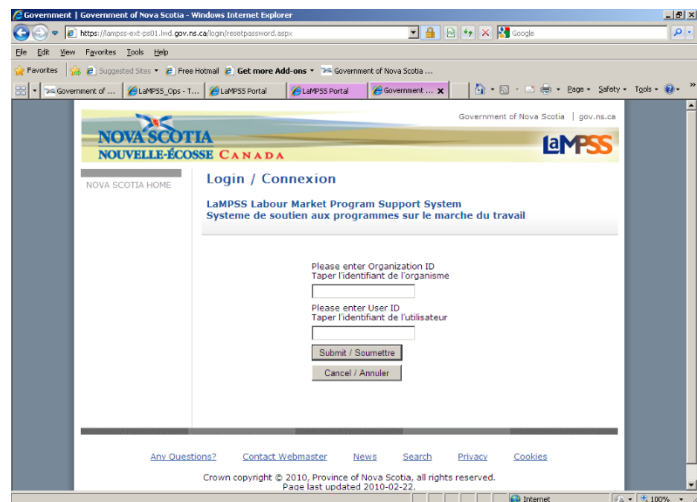 Government | Government of Nova Scotia - Windows Internet Explorer
https://lampss-ext-ps01.lwd.gov.ns.ca/login/resetpassword.aspx
Google
File Edit View Favorites Tools Help
Favorites Suggested Sites Free Hotmail Get more Add-ons Government of Nova Scotia ...
Government of ... LaMPSS_Ops - T... LaMPSS Portal LaMPSS Portal Government ... X Page Safety Tools
Government of Nova Scotia | gov.ns.ca
NOVA SCOTIA
NOUVELLE-ÉCOSSE CANADA
LaMPSS
NOVA SCOTIA HOME
Login / Connexion
LaMPSS Labour Market Program Support System
Systeme de soutien aux programmes sur le marche du travail
Please enter Organization ID
Taper l'identifiant de l'organisme
Please enter User ID
Taper l'identifiant de l'utilisateur
Submit / Soumettre
Cancel / Annuler
Any Questions? Contact Webmaster News Search Privacy Cookies
Crown copyright © 2010, Province of Nova Scotia, all rights reserved.
Page last updated 2010-02-22.
Internet 100%